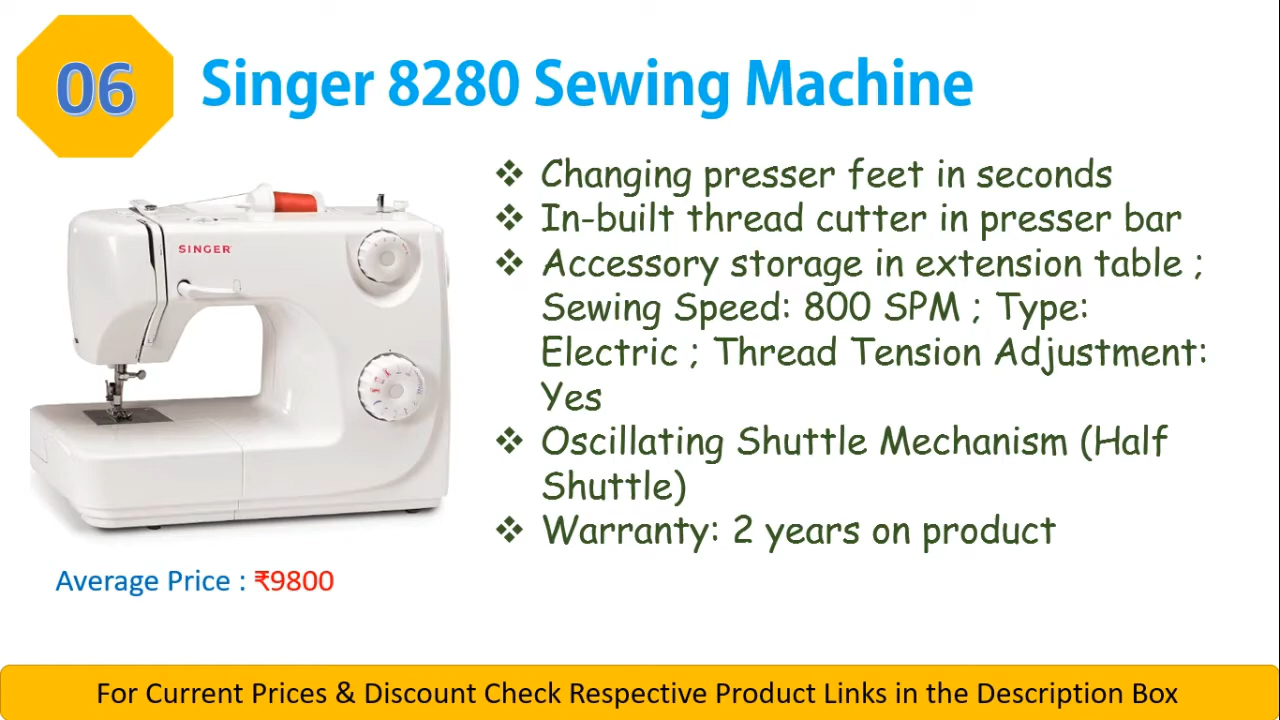 06
Singer 8280 Sewing Machine
SINGER
❖ Changing presser feet in seconds
❖ In-built thread cutter in presser bar
❖ Accessory storage in extension table ;
Sewing Speed: 800 SPM ; Type:
Electric ; Thread Tension Adjustment:
Yes
❖ Oscillating Shuttle Mechanism (Half
Shuttle)
❖ Warranty: 2 years on product
Average Price : ₹9800
For Current Prices & Discount Check Respective Product Links in the Description Box